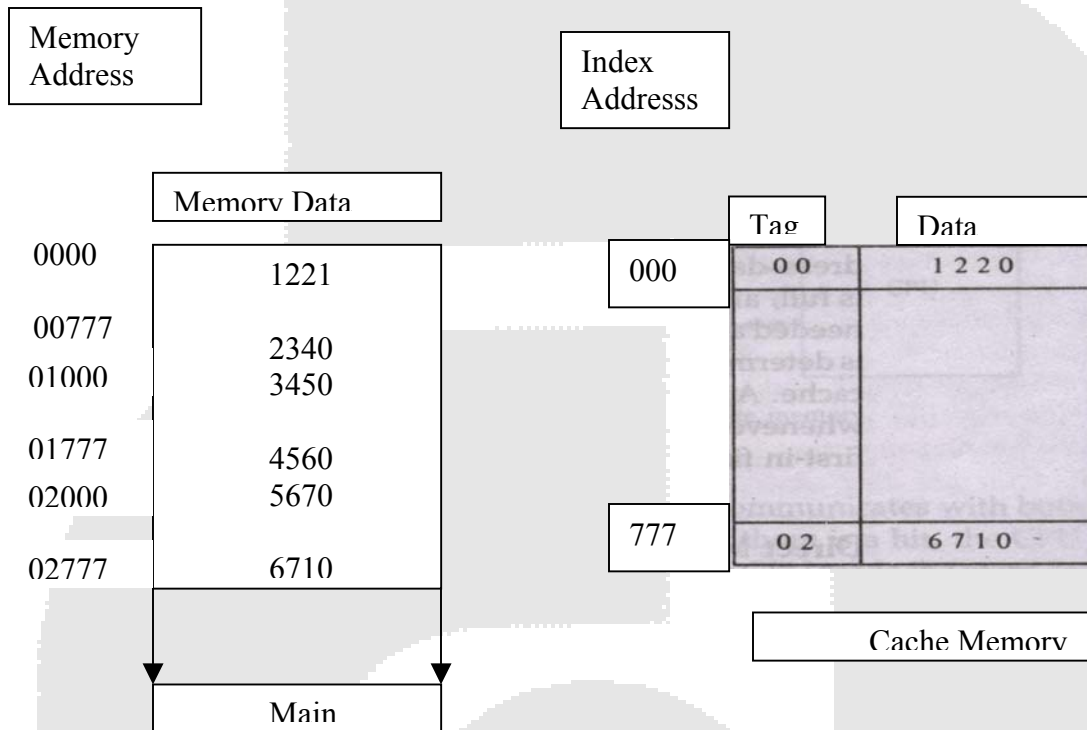 Memory
Address
Index
Addresss
Memory Data
Tag
Data
0000
1221
000
00
1220
00777
2340
01000
3450
01777
4560
02000
5670
777
02
6710
02777
6710
Cache Memory
Main